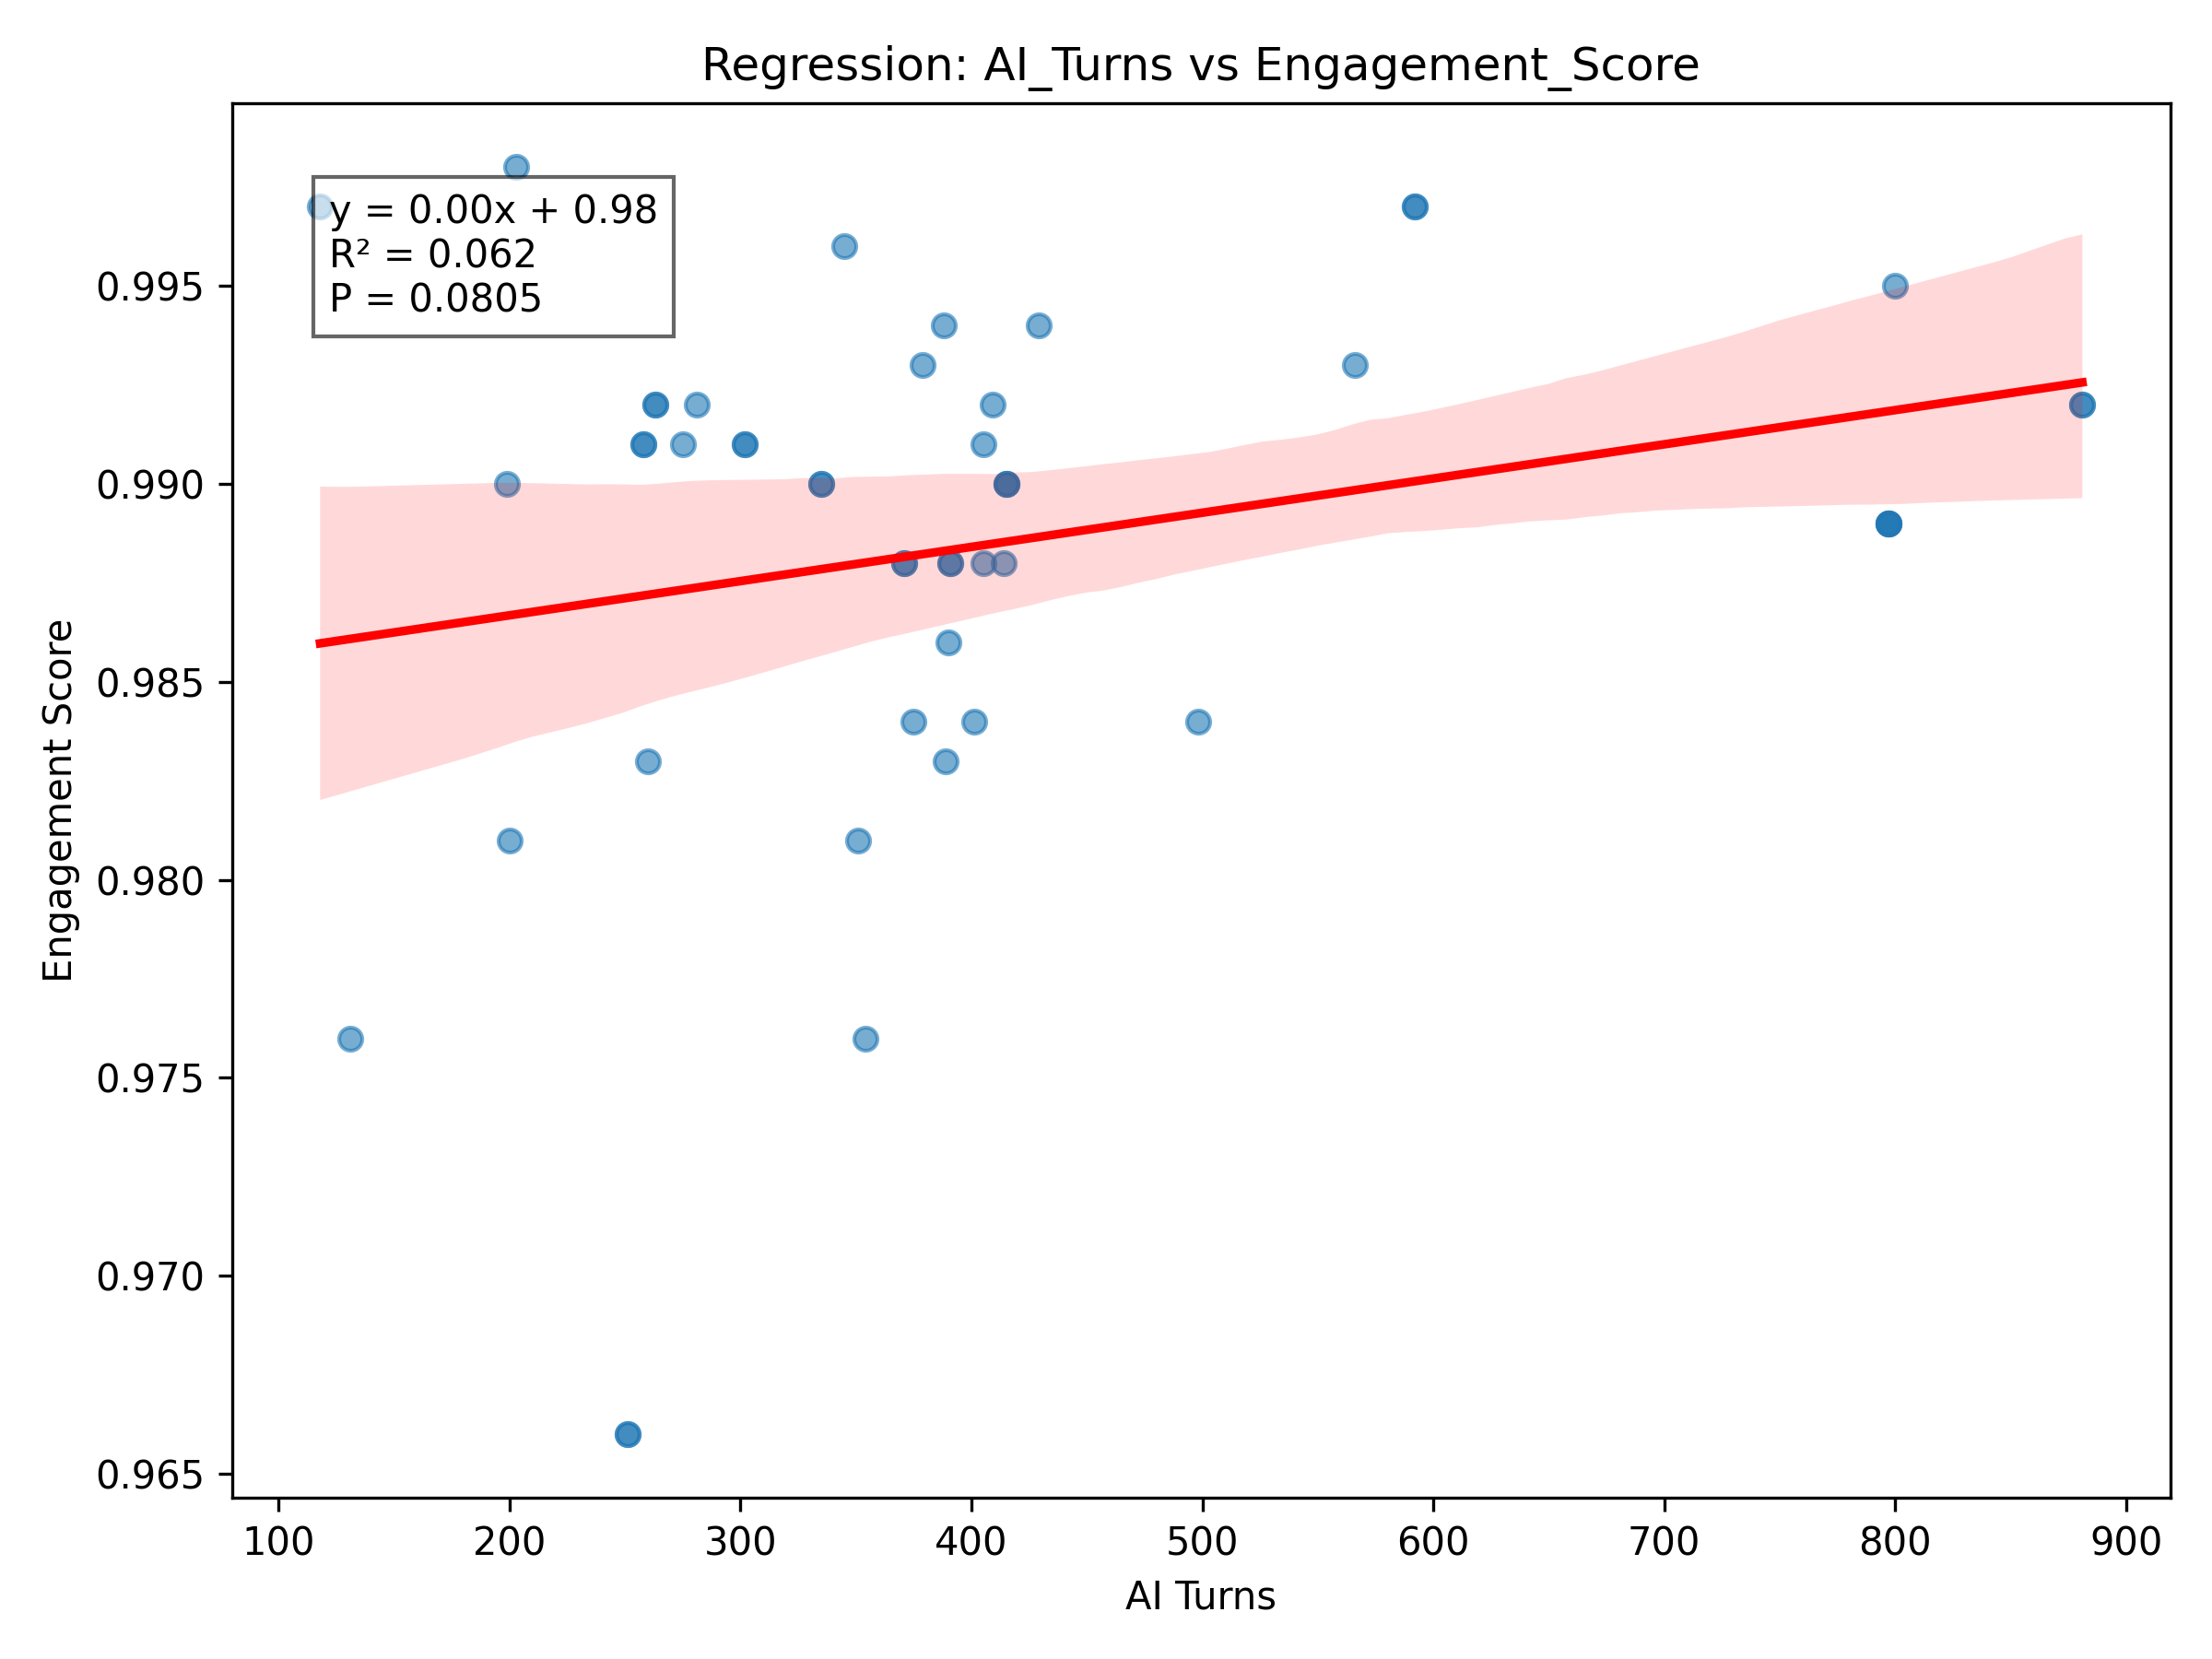 Regression: AI_Turns vs Engagement_Score
y = 0.00x + 0.98
R² = 0.062
P = 0.0805
Engagement Score
0.995
0.990
0.985
0.980
0.975
0.970
0.965
100 200 300 400 500 600 700 800 900
AI Turns